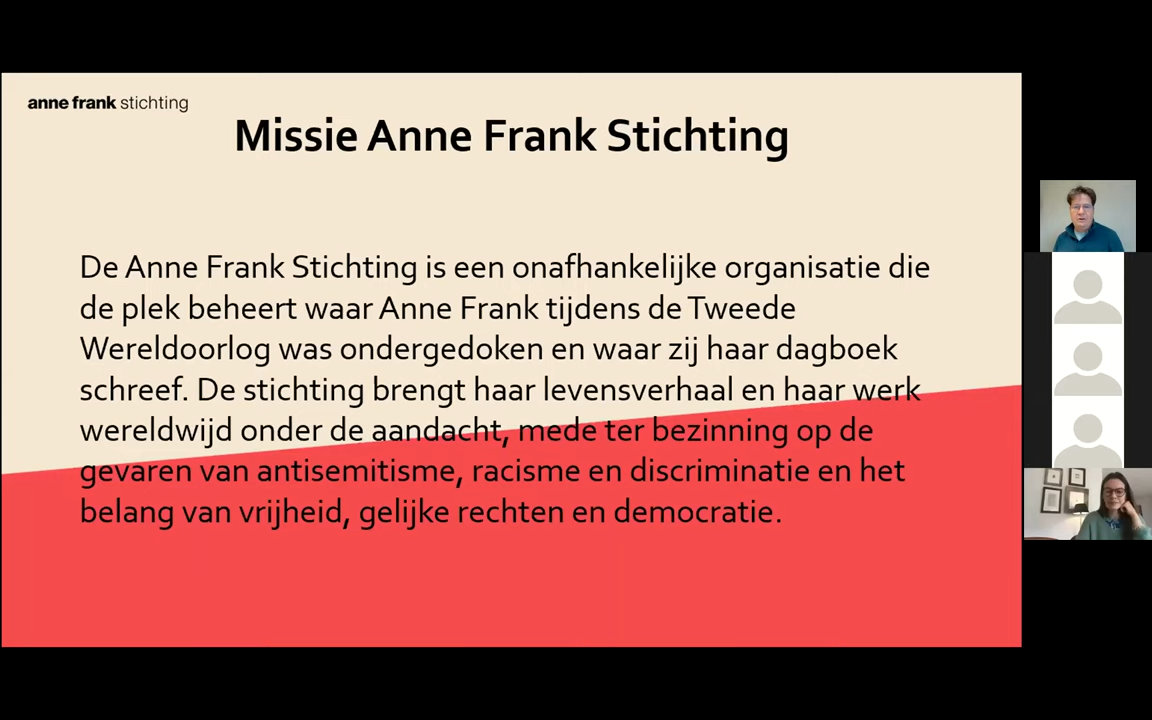 anne frank stichting
Missie Anne Frank Stichting
De Anne Frank Stichting is een onafhankelijke organisatie die
de plek beheert waar Anne Frank tijdens de Tweede
Wereldoorlog was ondergedoken en waar zij haar dagboek
schreef. De stichting brengt haar levensverhaal en haar werk
wereldwijd onder de aandacht, mede ter bezinning op de
gevaren van antisemitisme, racisme en discriminatie en het
belang van vrijheid, gelijke rechten en democratie.